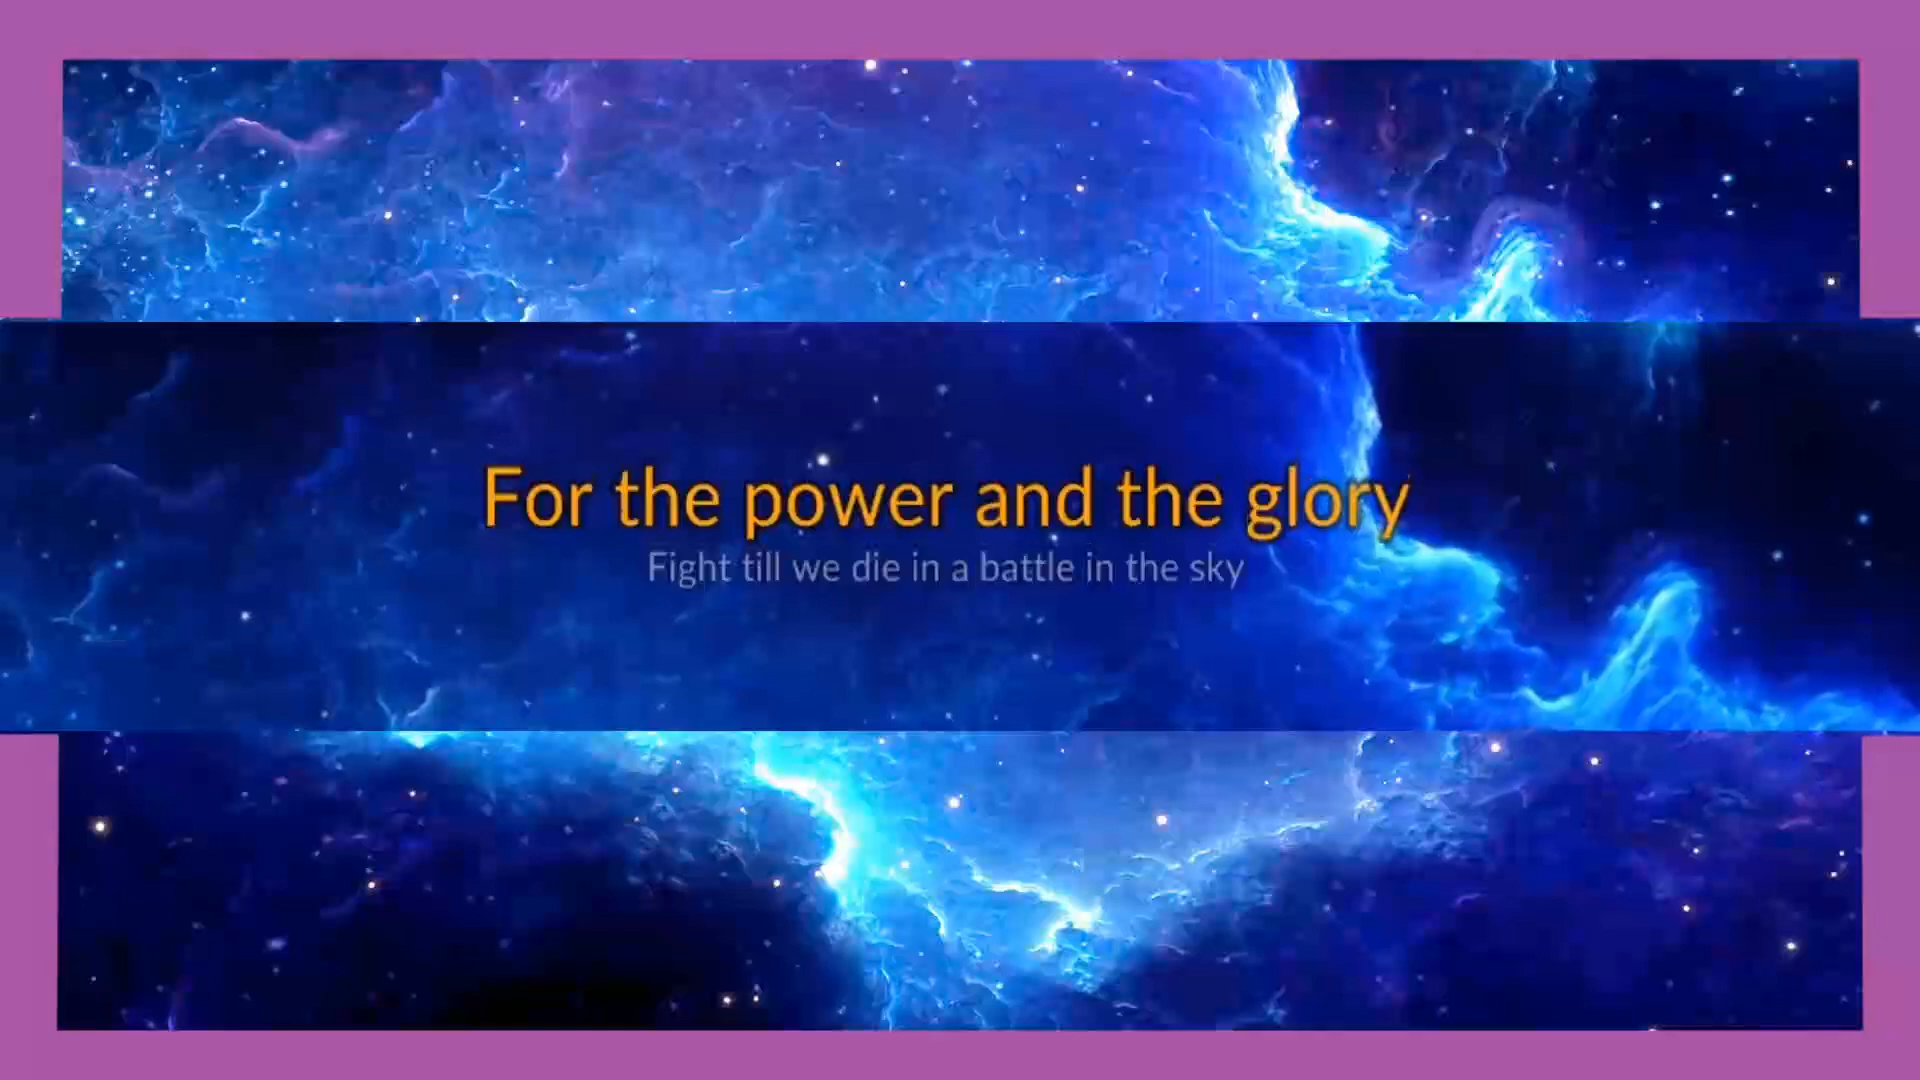 For the power and the glory
Fight till we die in a battle in the sky